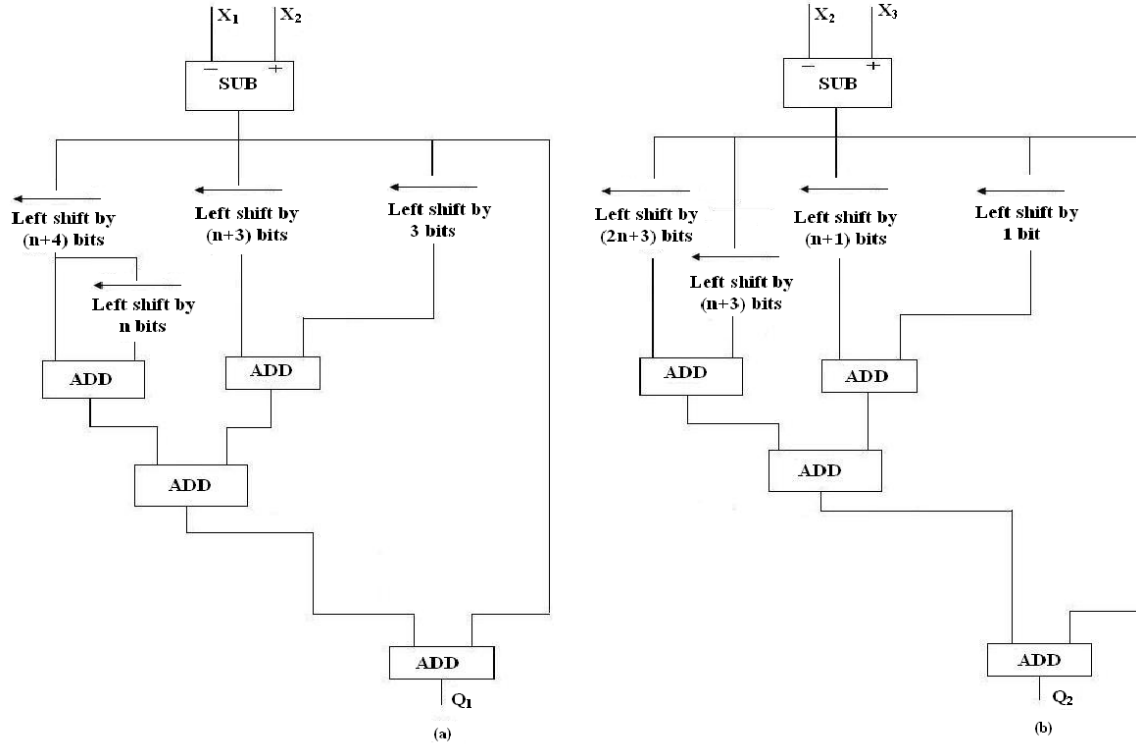 X1 X2
− +
SUB
Left shift by
(n+4) bits
Left shift by
(n+3) bits
Left shift by
3 bits
Left shift by
n bits
ADD
ADD
ADD
ADD
Q1
(a)
X2 X3
− +
SUB
Left shift by
(2n+3) bits
Left shift by
(n+1) bits
Left shift by
1 bit
Left shift by
(n+3) bits
ADD
ADD
ADD
ADD
Q2
(b)